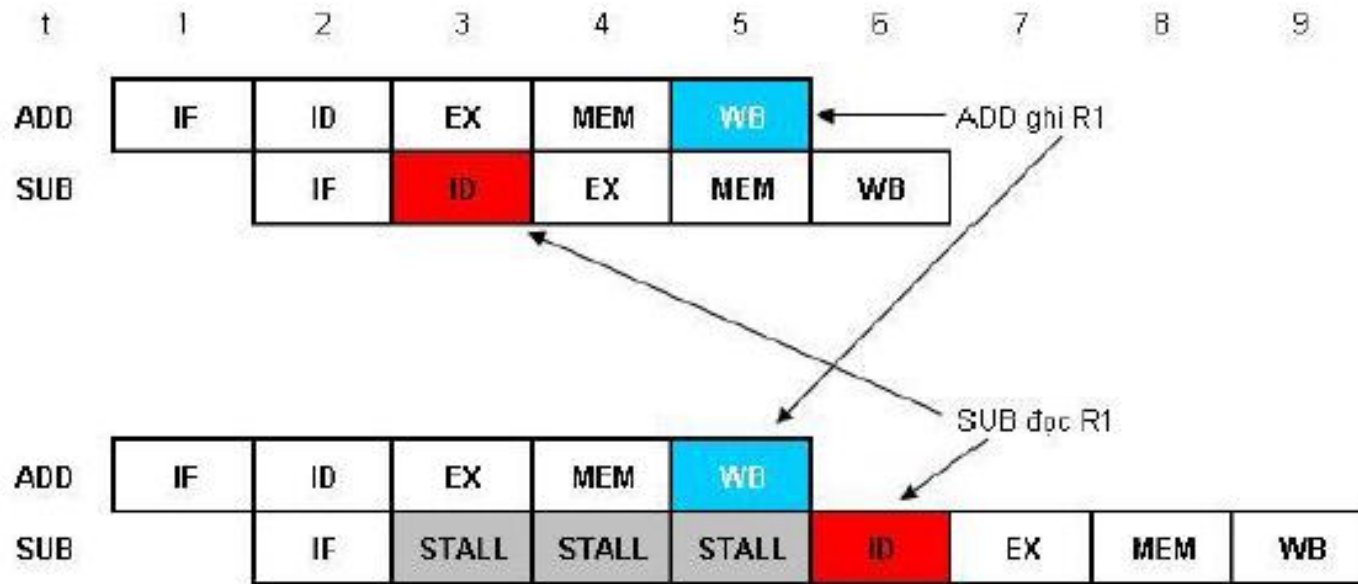 t 1 2 3 4 5 6 7 8 9
ADD IF ID EX MEM WB ADD ghi R1
SUB IF ID EX MEM WB
SUB đọc R1
ADD IF ID EX MEM WB
SUB IF STALL STALL STALL ID EX MEM WB